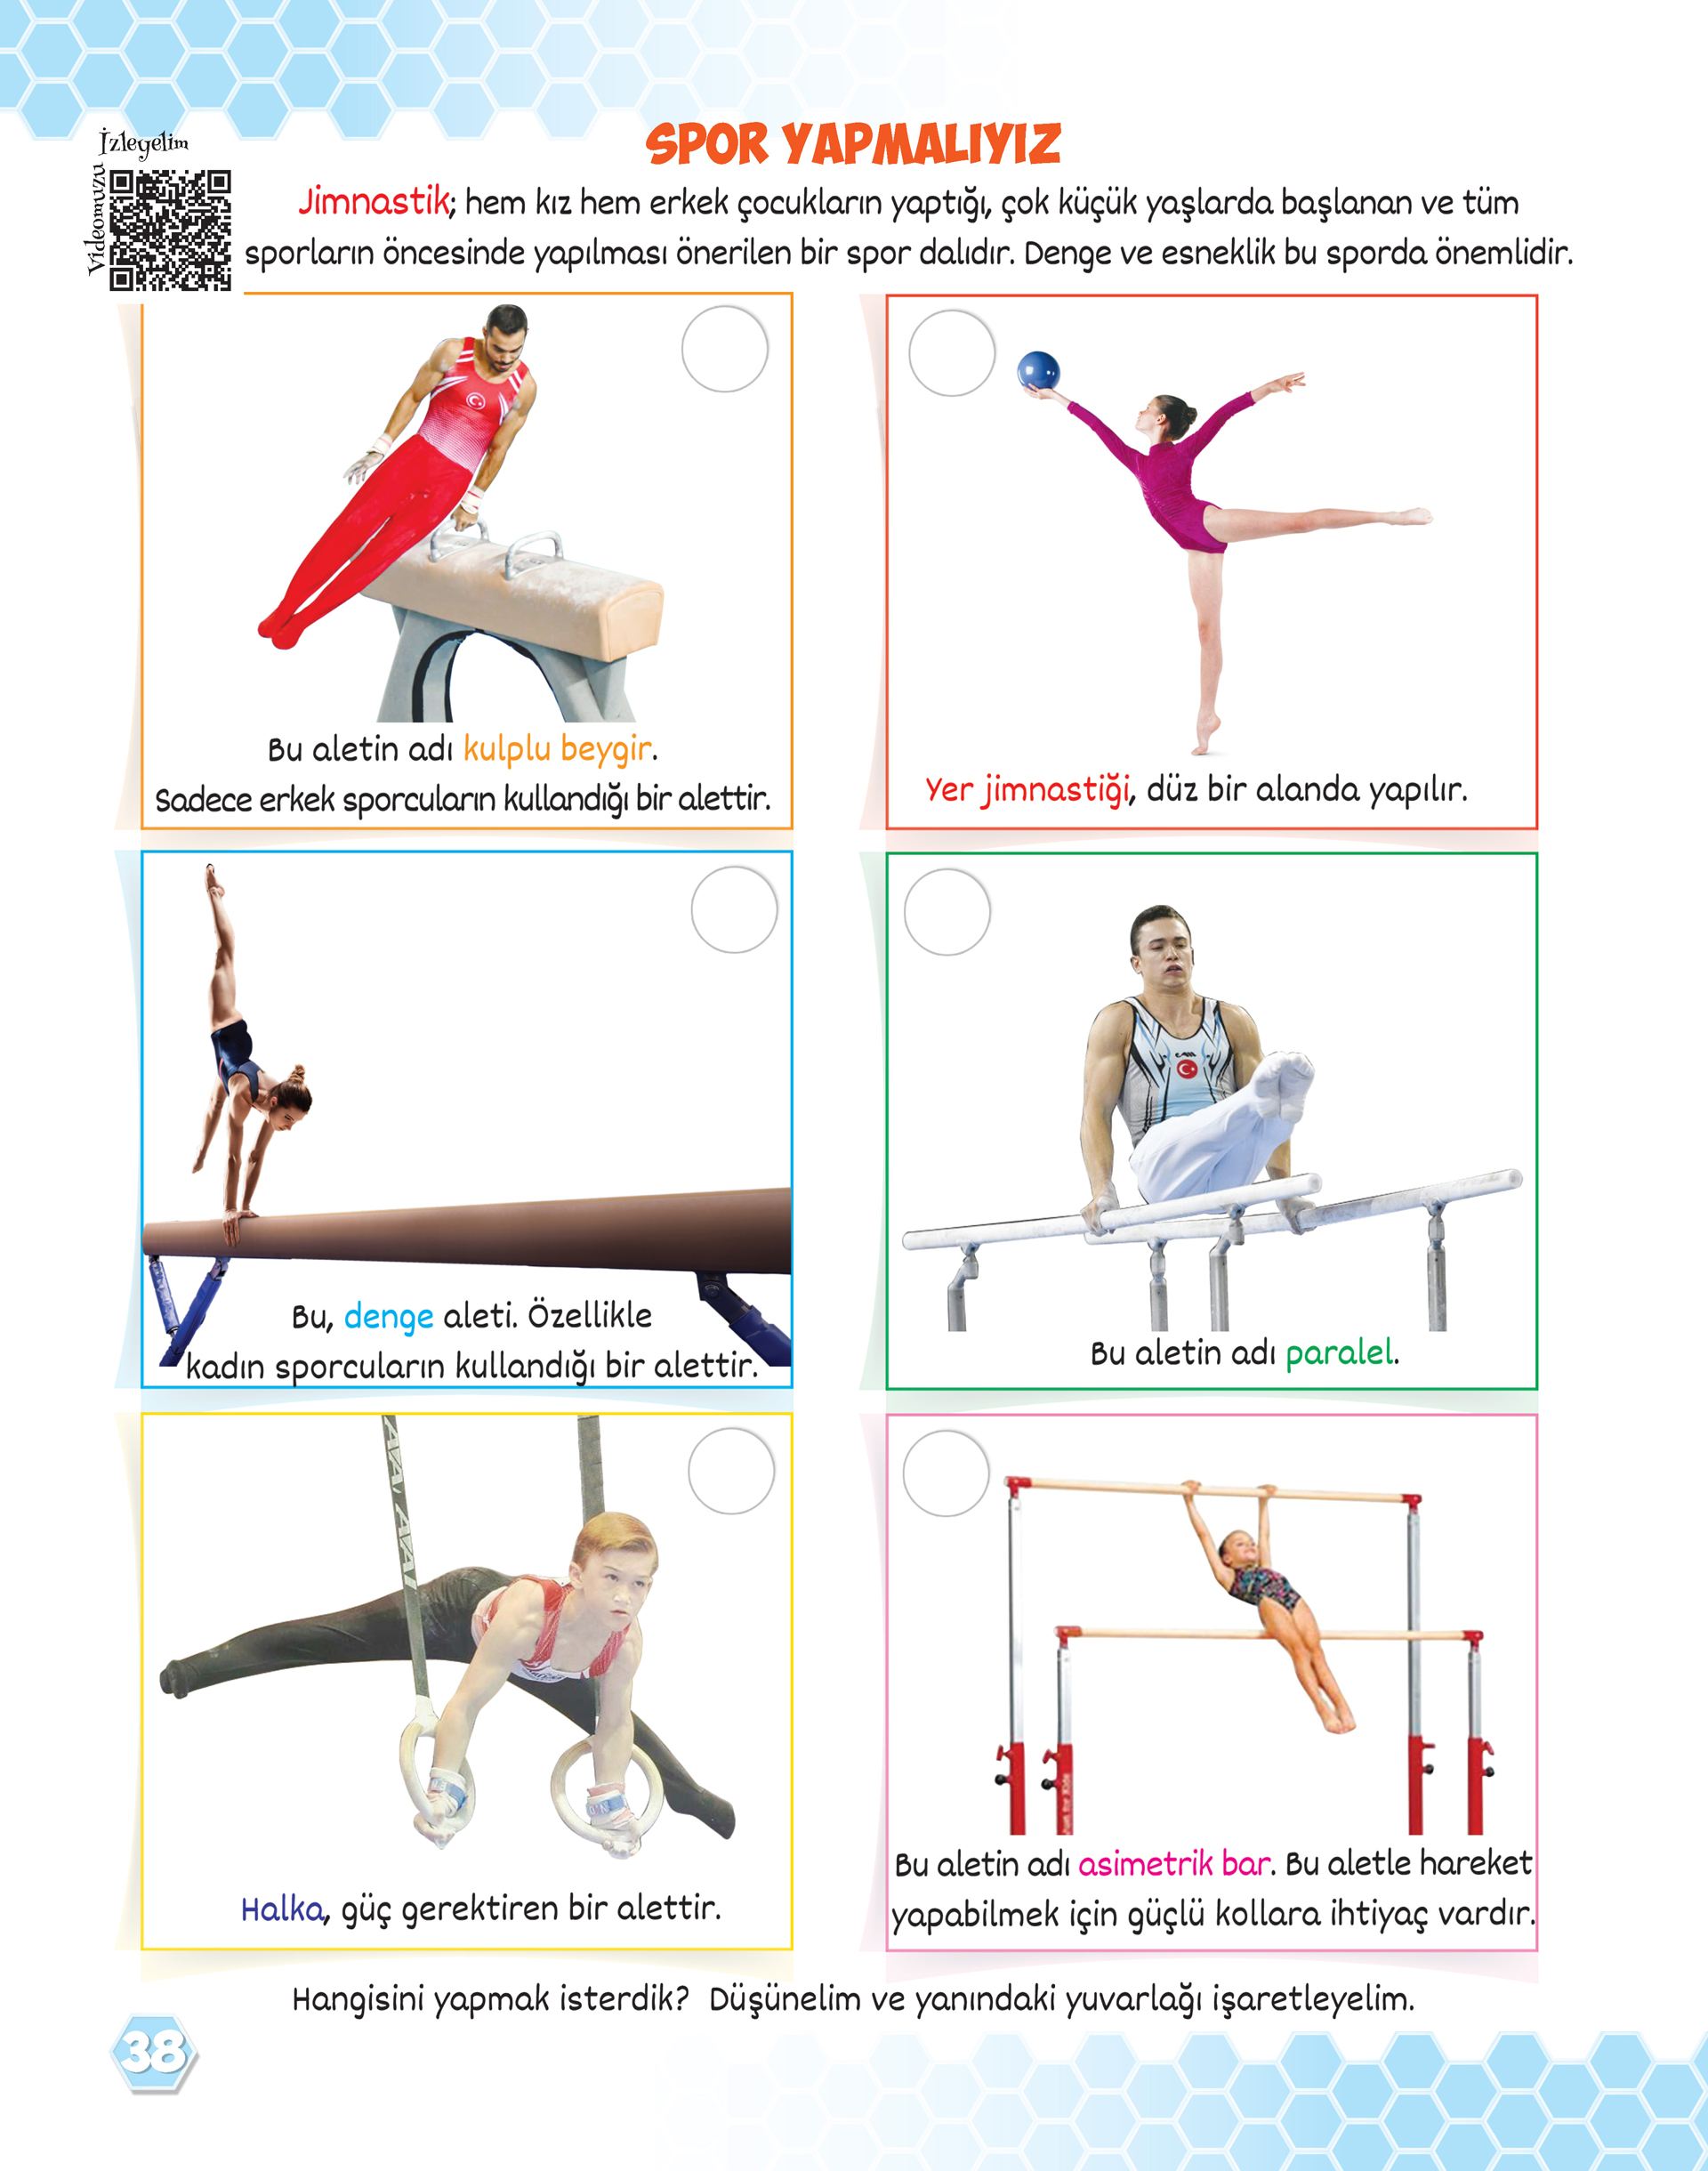 İzleyelim
Videomuzu
SPOR YAPMALIYIZ
Jimnastik; hem kız hem erkek çocukların yaptığı, çok küçük yaşlarda başlanan ve tüm
sporların öncesinde yapılması önerilen bir spor dalıdır. Denge ve esneklik bu sporda önemlidir.
Bu aletin adı kulplu beygir.
Sadece erkek sporcuların kullandığı bir alettir.
Yer jimnastiği, düz bir alanda yapılır.
Bu, denge aleti. Özellikle
kadın sporcuların kullandığı bir alettir.
Bu aletin adı paralel.
Halka, güç gerektiren bir alettir.
Bu aletin adı asimetrik bar. Bu aletle hareket
yapabilmek için güçlü kollara ihtiyaç vardır.
Hangisini yapmak isterdik? Düşünelim ve yanındaki yuvarlağı işaretleyelim.
38